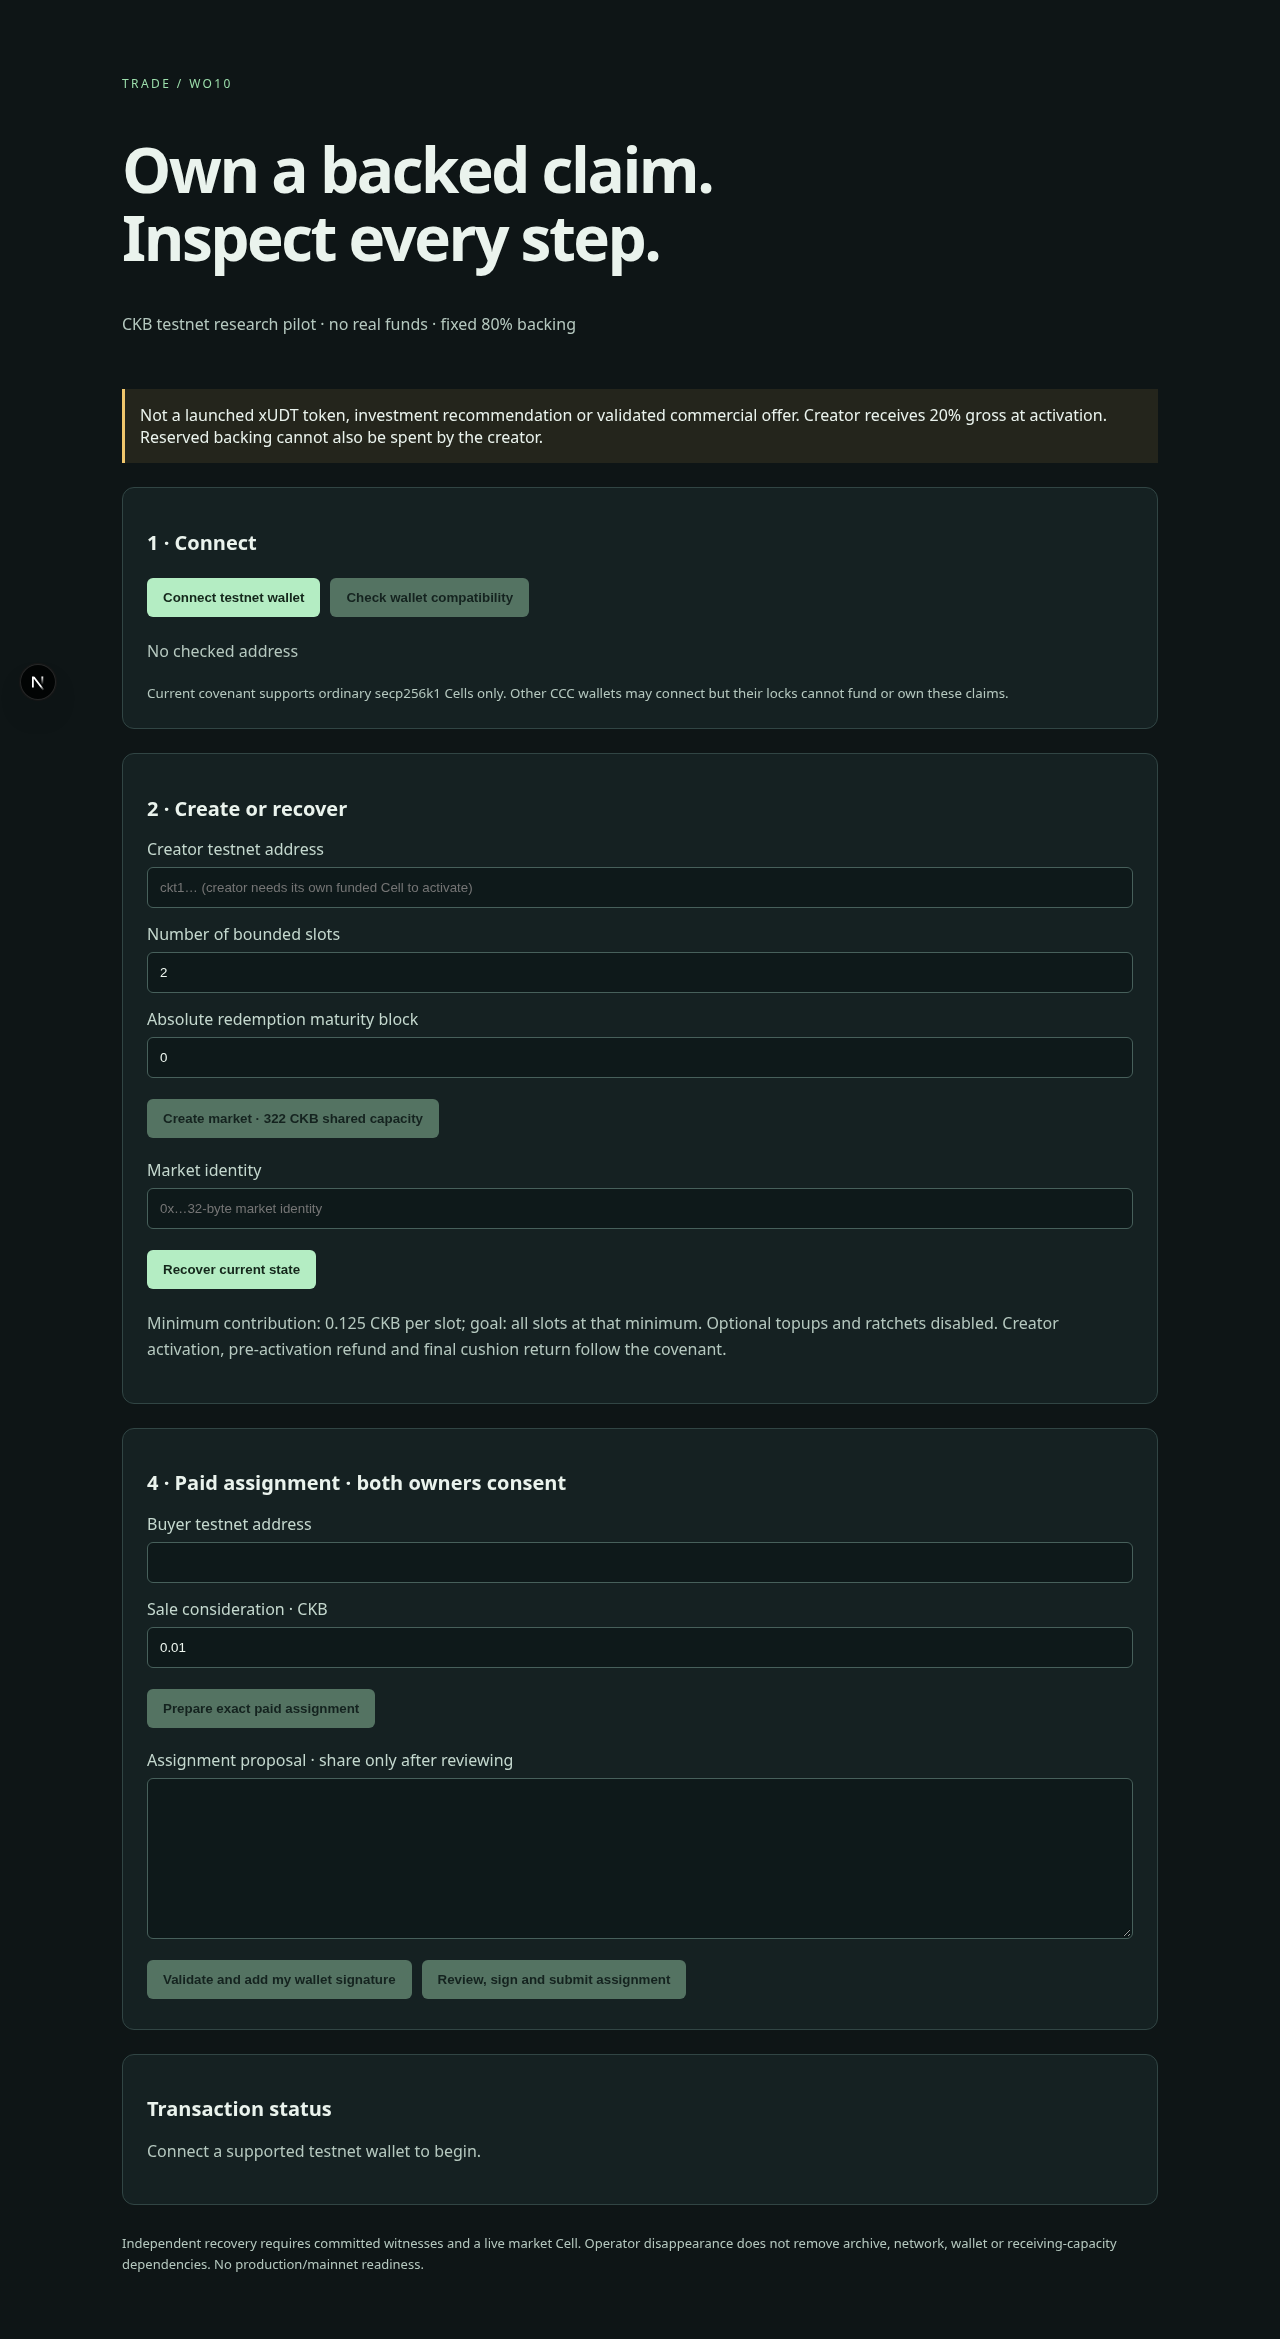 TRADE / WO10
Own a backed claim.
Inspect every step.
CKB testnet research pilot · no real funds · fixed 80% backing
Not a launched xUDT token, investment recommendation or validated commercial offer. Creator receives 20% gross at activation.
Reserved backing cannot also be spent by the creator.
1 · Connect
Connect testnet wallet
Check wallet compatibility
No checked address
N
Current covenant supports ordinary secp256k1 Cells only. Other CCC wallets may connect but their locks cannot fund or own these claims.
2 · Create or recover
Creator testnet address
ckt1… (creator needs its own funded Cell to activate)
Number of bounded slots
2
Absolute redemption maturity block
0
Create market · 322 CKB shared capacity
Market identity
0x…32-byte market identity
Recover current state
Minimum contribution: 0.125 CKB per slot; goal: all slots at that minimum. Optional topups and ratchets disabled. Creator
activation, pre-activation refund and final cushion return follow the covenant.
4 · Paid assignment · both owners consent
Buyer testnet address
Sale consideration · CKB
0.01
Prepare exact paid assignment
Assignment proposal · share only after reviewing
Validate and add my wallet signature
Review, sign and submit assignment
Transaction status
Connect a supported testnet wallet to begin.
Independent recovery requires committed witnesses and a live market Cell. Operator disappearance does not remove archive, network, wallet or receiving-capacity
dependencies. No production/mainnet readiness.